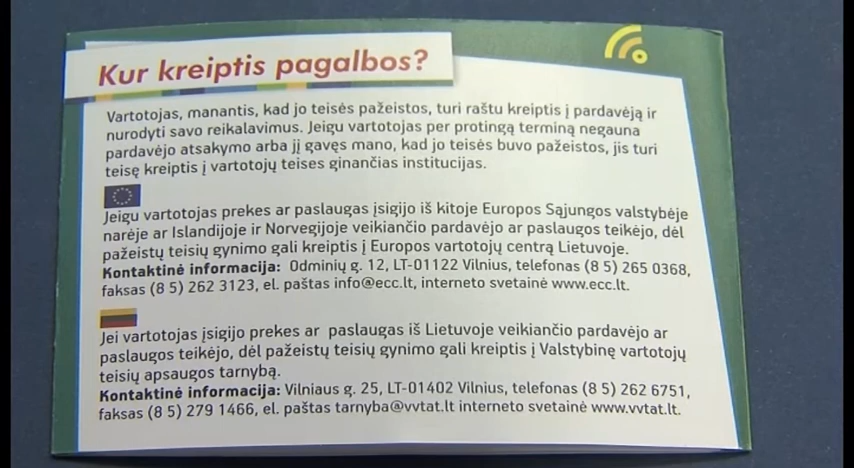 Kur kreiptis pagalbos?
Vartotojas, manantis, kad jo teisės pažeistos, turi raštu kreiptis į pardavėją ir
nurodyti savo reikalavimus. Jeigu vartotojas per protingą terminą negauna
pardavėjo atsakymo arba jį gavęs mano, kad jo teisės buvo pažeistos, jis turi
teisę kreiptis į vartotojų teises ginančias institucijas.
Jeigu vartotojas prekes ar paslaugas įsigijo iš kitoje Europos Sąjungos valstybėje
narėje ar Islandijoje ir Norvegijoje veikiančio pardavėjo ar paslaugos teikėjo, dėl
pažeistų teisių gynimo gali kreiptis į Europos vartotojų centrą Lietuvoje.
Kontaktinė informacija: Odminių g. 12, LT-01122 Vilnius, telefonas (8 5) 265 0368,
faksas (8 5) 262 3123, el. paštas info@ecc.lt, interneto svetainė www.ecc.lt.
Jei vartotojas įsigijo prekes ar paslaugas iš Lietuvoje veikiančio pardavėjo ar
paslaugos teikėjo, dėl pažeistų teisių gynimo gali kreiptis į Valstybinę vartotojų
teisių apsaugos tarnybą.
Kontaktinė informacija: Vilniaus g. 25, LT-01402 Vilnius, telefonas (8 5) 262 6751,
faksas (8 5) 279 1466, el. paštas tarnyba@vvtat.lt interneto svetainė www.vvtat.lt.